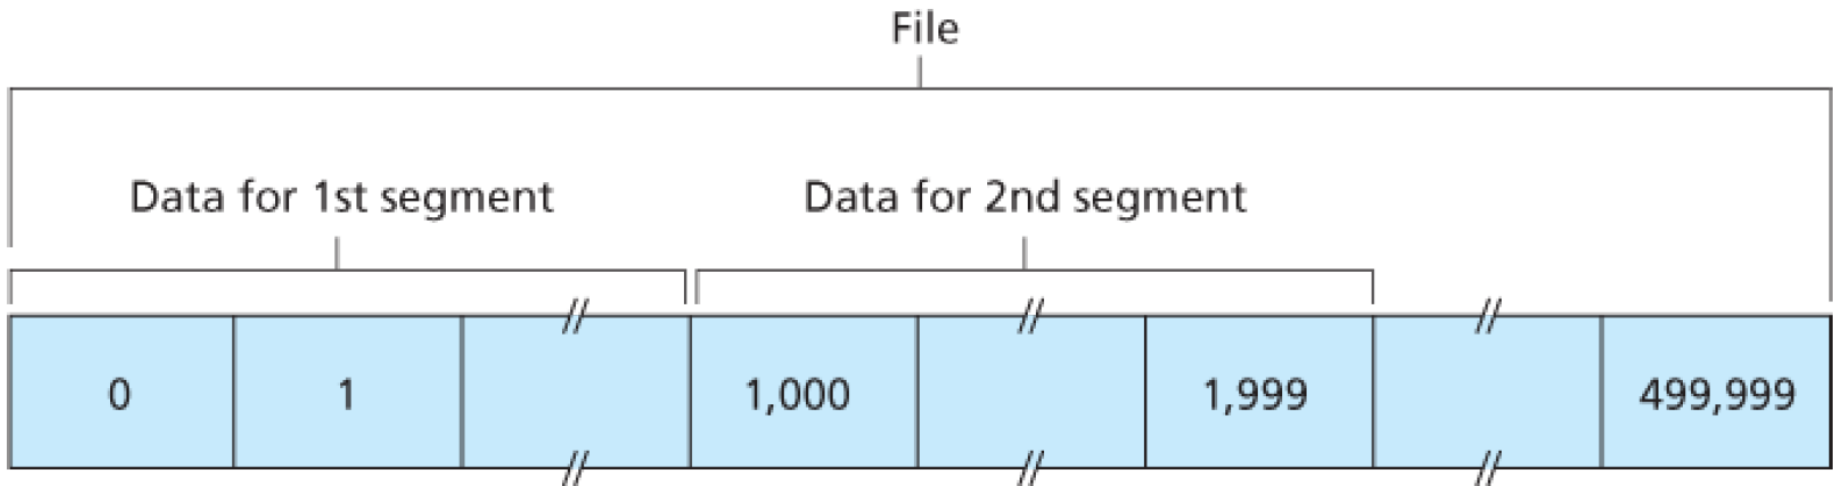 File
Data for 1st segment Data for 2nd segment
0 1 1,000 1,999 499,999